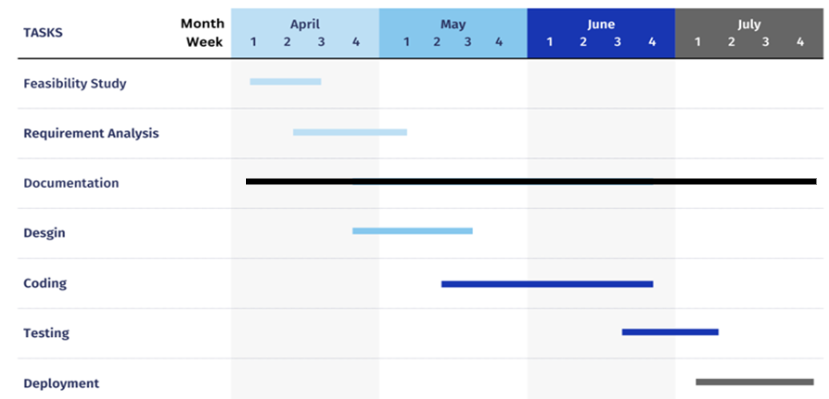 TASKS Month April May June July
Week 1 2 3 4 1 2 3 4 1 2 3 4 1 2 3 4
Feasibility Study
Requirement Analysis
Documentation
Desgin
Coding
Testing
Deployment